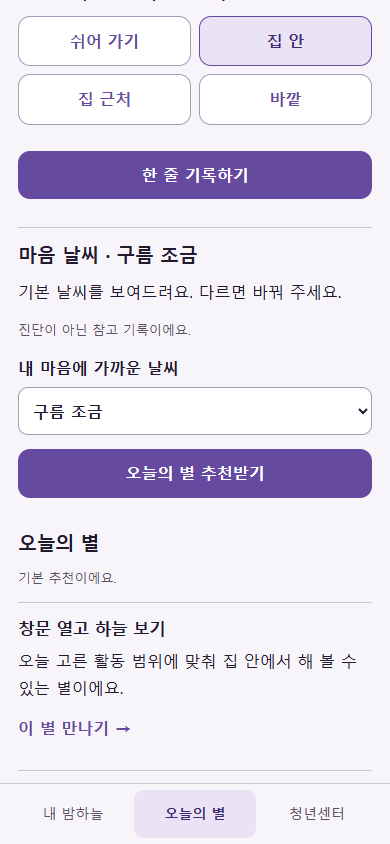 쉬어 가기
집 안
집 근처
바깥
한 줄 기록하기
마음 날씨 · 구름 조금
기본 날씨를 보여드려요. 다르면 바꿔 주세요.
진단이 아닌 참고 기록이에요.
내 마음에 가까운 날씨
구름 조금
오늘의 별 추천받기
오늘의 별
기본 추천이에요.
창문 열고 하늘 보기
오늘 고른 활동 범위에 맞춰 집 안에서 해 볼 수
있는 별이에요.
이 별 만나기 →
내 밤하늘
오늘의 별
청년센터